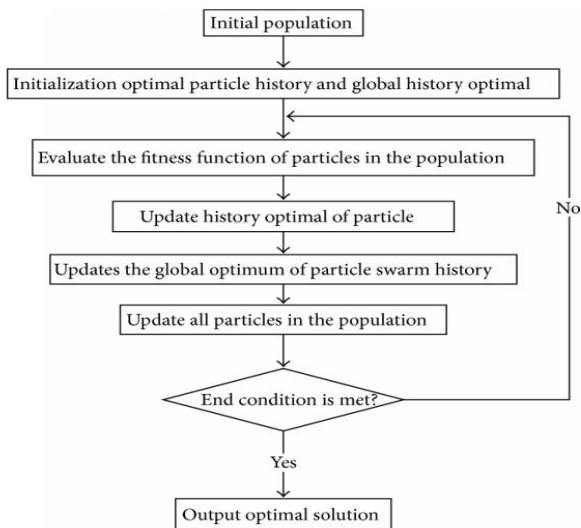 Initial population
Initialization optimal particle history and global history optimal
Evaluate the fitness function of particles in the population
Update history optimal of particle
No
Updates the global optimum of particle swarm history
Update all particles in the population
End condition is met?
Yes
Output optimal solution